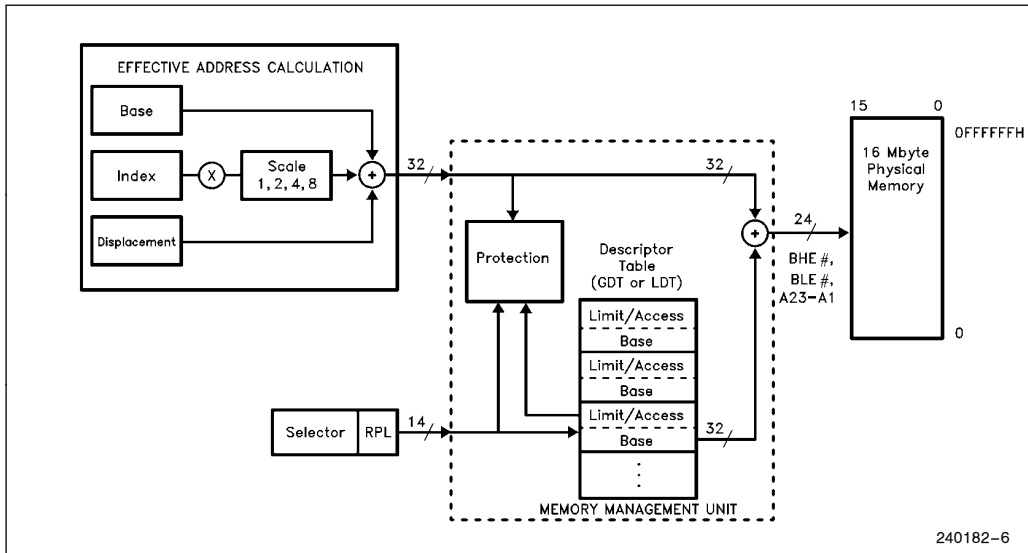 EFFECTIVE ADDRESS CALCULATION
Base
Index
X
Scale
1, 2, 4, 8
+
Displacement
32
Selector
RPL
14
Protection
Descriptor
Table
(GDT or LDT)
Limit/Access
Base
Limit/Access
Base
Limit/Access
Base
32
32
+
MEMORY MANAGEMENT UNIT
24
BHE #,
BLE #,
A23–A1
15 0
16 Mbyte
Physical
Memory
0FFFFFFH
0
240182–6